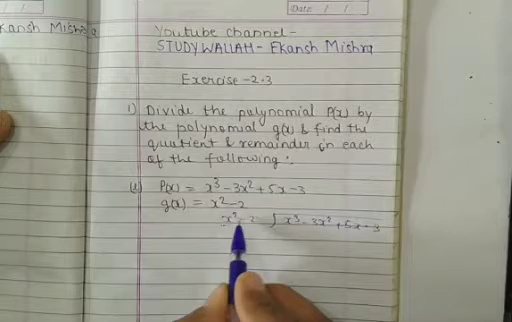 Date / /
Kansh Mishra
Youtube channel-
STUDYWALLAH - Ekansh Mishra
Exercise-2.3
1) Divide the polynomial P(x) by
the polynomial g(x) & find the
quotient & remainder in each
of the following:
(i) P(x) = x³-3x²+5x-3
g(x) = x²-2
x²-2 ) x³-3x²+5x-3